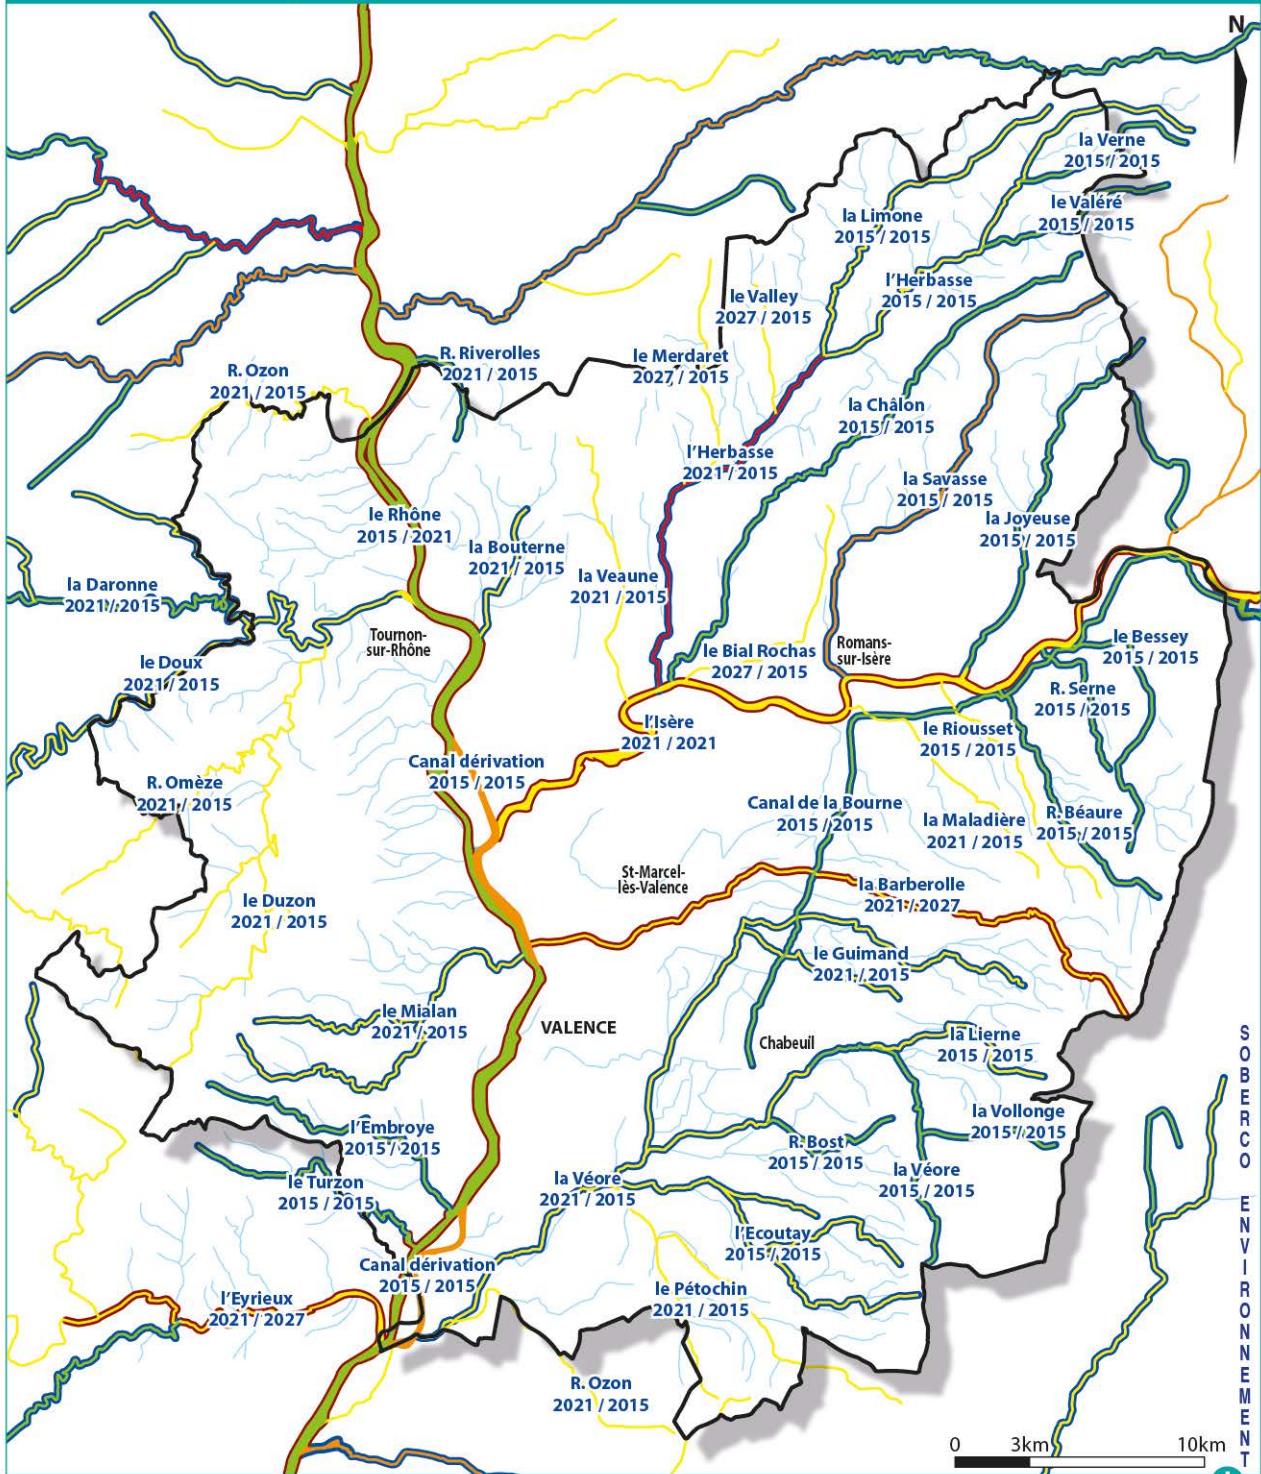 N
la Verne
2015 / 2015
le Valéré
2015 / 2015
la Limone
2015 / 2015
l'Herbasse
2015 / 2015
le Valley
2027 / 2015
R. Riverolles
2021 / 2015
le Merdaret
2027 / 2015
R. Ozon
2021 / 2015
la Châlon
2015 / 2015
l'Herbasse
2021 / 2015
la Savasse
2015 / 2015
le Rhône
2015 / 2021
la Joyeuse
2015 / 2015
la Bouterne
2021 / 2015
la Veaune
2021 / 2015
la Daronne
2021 / 2015
Tournon-
sur-Rhône
le Bial Rochas
2027 / 2015
Romans-
sur-Isère
le Bessey
2015 / 2015
le Doux
2021 / 2015
R. Serne
2015 / 2015
l'Isère
2021 / 2021
le Riousset
2015 / 2015
Canal dérivation
2015 / 2015
R. Omèze
2021 / 2015
Canal de la Bourne
2015 / 2015
la Maladière
2021 / 2015
R. Béaure
2015 / 2015
St-Marcel-
lès-Valence
la Barberolle
2021 / 2027
le Duzon
2021 / 2015
le Guimand
2021 / 2015
le Mialan
2021 / 2015
VALENCE
Chabeuil
la Lierne
2015 / 2015
la Vollonge
2015 / 2015
l'Embroye
2015 / 2015
R. Bost
2015 / 2015
le Turzon
2015 / 2015
la Véore
2021 / 2015
la Véore
2015 / 2015
l'Ecoutay
2015 / 2015
Canal dérivation
2015 / 2015
le Pétochin
2021 / 2015
l'Eyrieux
2021 / 2027
R. Ozon
2021 / 2015
SOBERCO ENVIRONNEMENT
0 3km 10km